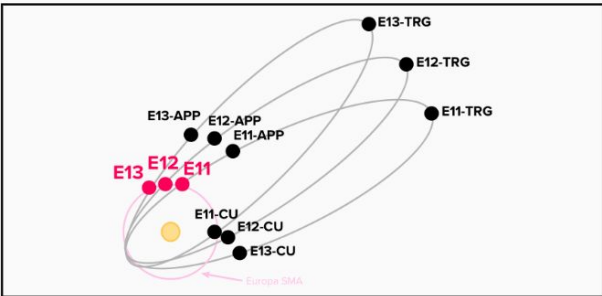 E13-TRG
E12-TRG
E11-TRG
E13-APP
E12-APP
E11-APP
E13 E12 E11
E11-CU
E12-CU
E13-CU
Europa SMA